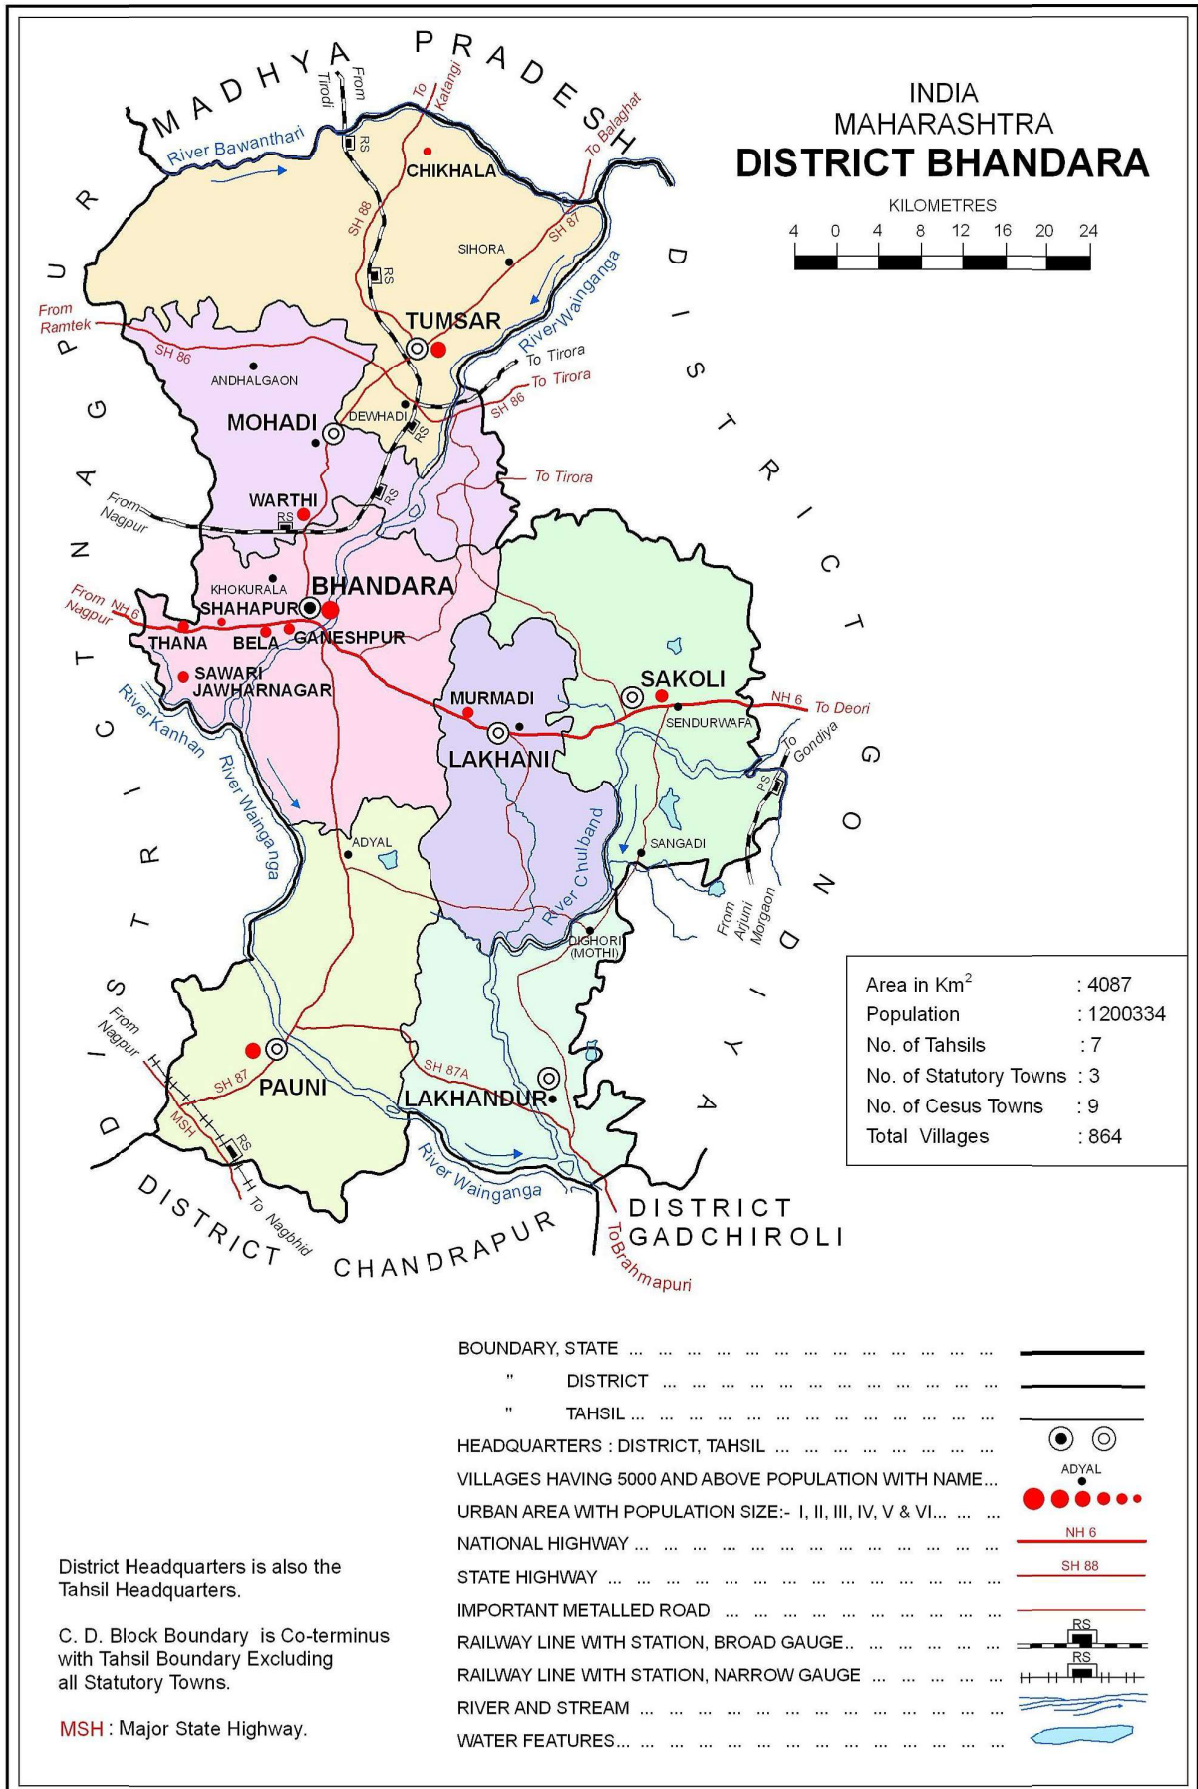 MADHYA PRADESH
INDIA
MAHARASHTRA
DISTRICT BHANDARA
KILOMETRES
4 0 4 8 12 16 20 24
From
Tirodi
To
Katangi
To Balaghat
River Bawanthari
RS
CHIKHALA
SH 88
SH 87
SIHORA
RS
River Wainganga
From
Ramtek
SH 86
TUMSAR
To Tirora
To Tirora
SH 86
ANDHALGAON
DEWHADI
MOHADI
RS
To Tirora
From
Nagpur
WARTHI
RS
RS
KHOKURALA
BHANDARA
From
Nagpur
NH 6
SHAHAPUR
THANA
BELA
GANESHPUR
SAWARI
JAWHARNAGAR
River Kanhan
River Wainganga
MURMADI
LAKHANI
SAKOLI
SENDURWAFA
NH 6
To Deori
To
Gondiya
PS
River Chulband
SANGADI
From
Arjuni
Morgaon
ADYAL
DIGHORI
(MOTHI)
DISTRICT NAGPUR
DISTRICT GONDIYA
From
Nagpur
SH 87
PAUNI
MSH
RS
To Nagbhid
SH 87A
LAKHANDUR
River Wainganga
DISTRICT CHANDRAPUR
DISTRICT
GADCHIROLI
To Brahmapuri
Area in Km2 : 4087
Population : 1200334
No. of Tahsils : 7
No. of Statutory Towns : 3
No. of Cesus Towns : 9
Total Villages : 864
BOUNDARY, STATE ... ... ... ... ... ... ... ... ... ... ... ... ...
" DISTRICT ... ... ... ... ... ... ... ... ... ... ... ...
" TAHSIL ... ... ... ... ... ... ... ... ... ... ... ... ...
HEADQUARTERS : DISTRICT, TAHSIL ... ... ... ... ... ... ... ...
VILLAGES HAVING 5000 AND ABOVE POPULATION WITH NAME... ADYAL
URBAN AREA WITH POPULATION SIZE:- I, II, III, IV, V & VI... ... ...
NATIONAL HIGHWAY ... ... ... ... ... ... ... ... ... ... ... ... ... NH 6
STATE HIGHWAY ... ... ... ... ... ... ... ... ... ... ... ... ... ... SH 88
IMPORTANT METALLED ROAD ... ... ... ... ... ... ... ... ... ...
RAILWAY LINE WITH STATION, BROAD GAUGE.. ... ... ... ... ... RS
RAILWAY LINE WITH STATION, NARROW GAUGE ... ... ... ... ... RS
RIVER AND STREAM ... ... ... ... ... ... ... ... ... ... ... ... ...
WATER FEATURES... ... ... ... ... ... ... ... ... ... ... ... ... ...
District Headquarters is also the
Tahsil Headquarters.
C. D. Block Boundary is Co-terminus
with Tahsil Boundary Excluding
all Statutory Towns.
MSH : Major State Highway.